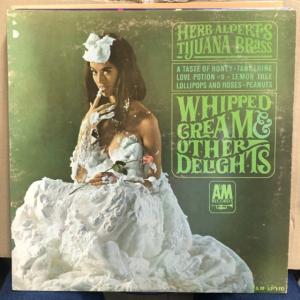 HERB ALPERT'S
TIJUANA BRASS
A TASTE OF HONEY • TANGERINE
LOVE POTION #9 • LEMON TREE
LOLLIPOPS AND ROSES • PEANUTS
WHIPPED
CREAM &
OTHER
DELIGHTS
A&M
RECORDS